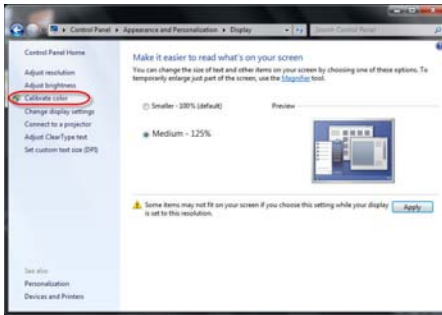 Control Panel ▸ Appearance and Personalization ▸ Display
Search Control Panel
Control Panel Home
Adjust resolution
Adjust brightness
Calibrate color
Change display settings
Connect to a projector
Adjust ClearType text
Set custom text size (DPI)
See also
Personalization
Devices and Printers
Make it easier to read what's on your screen
You can change the size of text and other items on your screen by choosing one of these options. To
temporarily enlarge just part of the screen, use the Magnifier tool.
Smaller - 100% (default)
Preview
Medium - 125%
Some items may not fit on your screen if you choose this setting while your display
is set to this resolution.
Apply